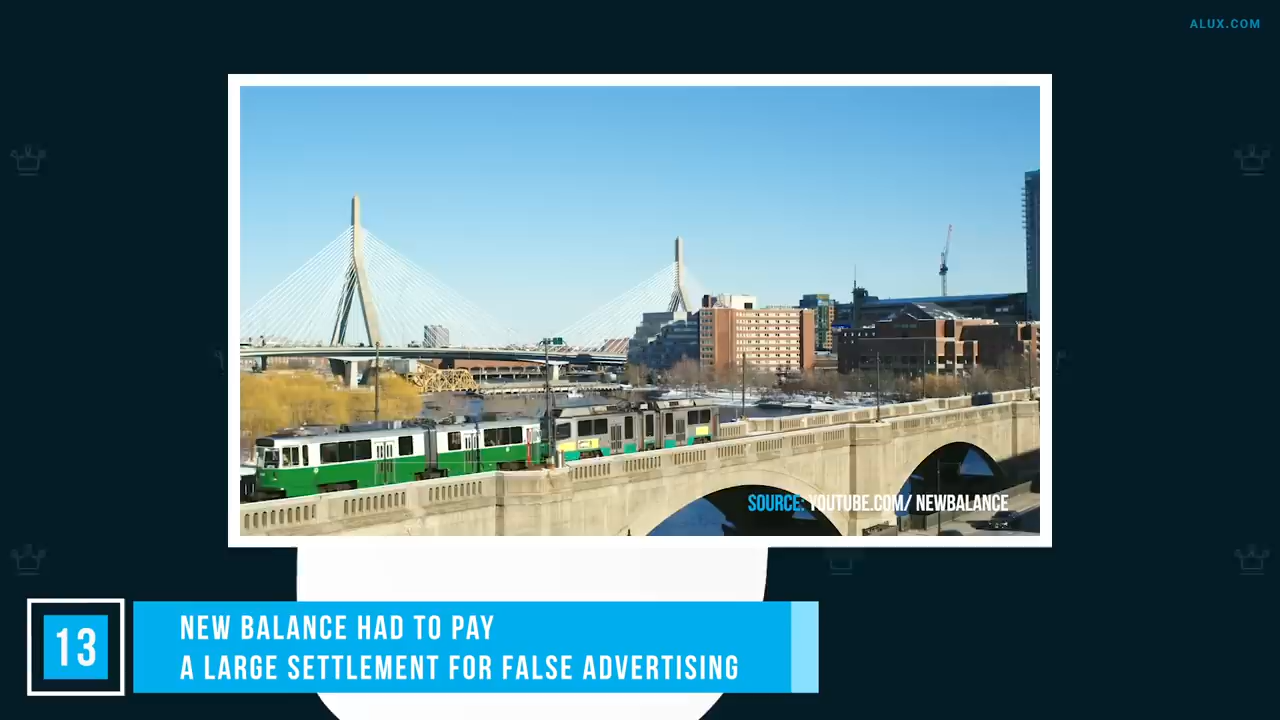 ALUX.COM
SOURCE: YOUTUBE.COM/ NEWBALANCE
13
NEW BALANCE HAD TO PAY
A LARGE SETTLEMENT FOR FALSE ADVERTISING